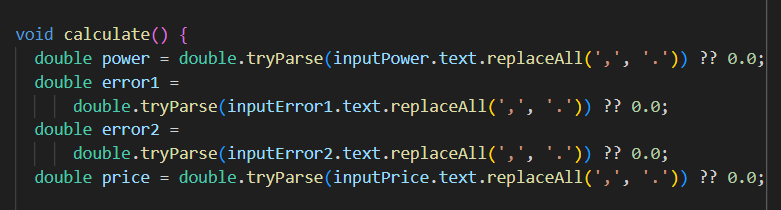 void calculate() {
double power = double.tryParse(inputPower.text.replaceAll(',', '.')) ?? 0.0;
double error1 =
double.tryParse(inputError1.text.replaceAll(',', '.')) ?? 0.0;
double error2 =
double.tryParse(inputError2.text.replaceAll(',', '.')) ?? 0.0;
double price = double.tryParse(inputPrice.text.replaceAll(',', '.')) ?? 0.0;